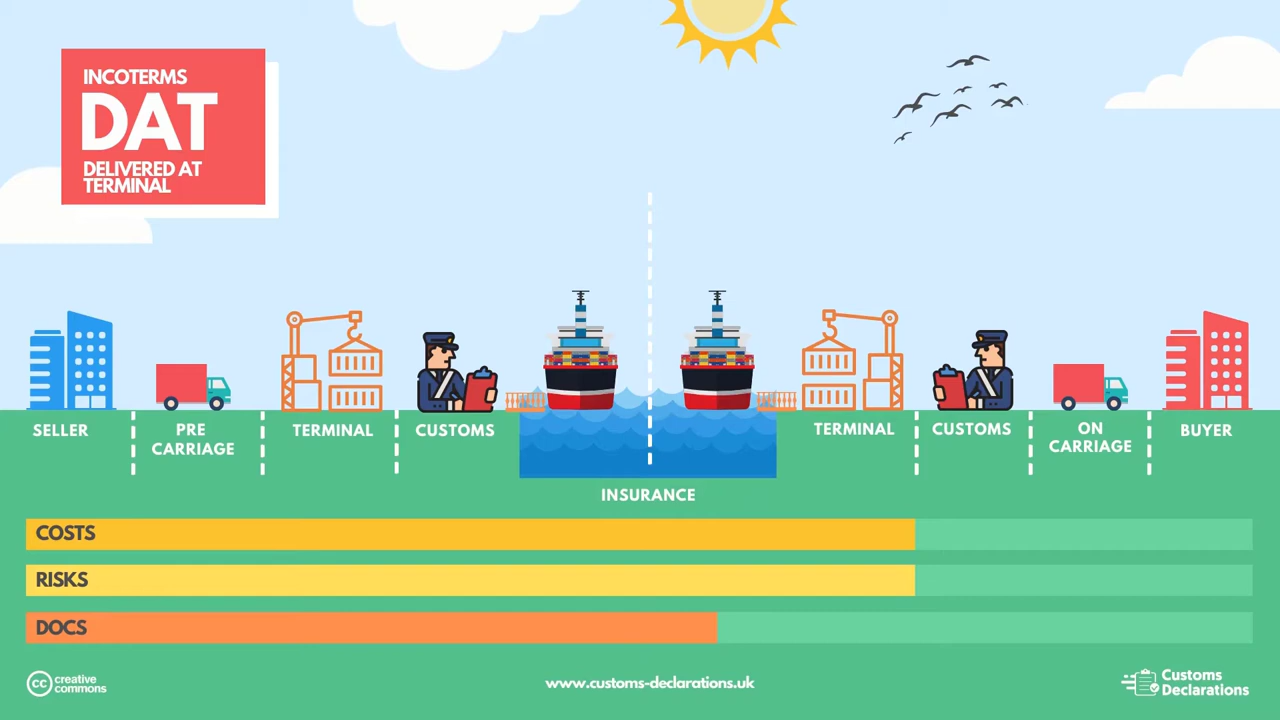 INCOTERMS
DAT
DELIVERED AT
TERMINAL
SELLER
PRE
CARRIAGE
TERMINAL
CUSTOMS
INSURANCE
TERMINAL
CUSTOMS
ON
CARRIAGE
BUYER
COSTS
RISKS
DOCS
cc creative
commons
www.customs-declarations.uk
Customs
Declarations